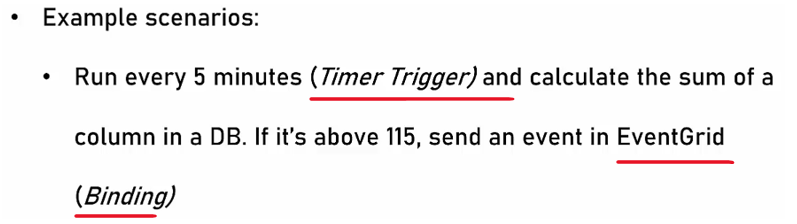 • Example scenarios:
• Run every 5 minutes (Timer Trigger) and calculate the sum of a
column in a DB. If it's above 115, send an event in EventGrid
(Binding)